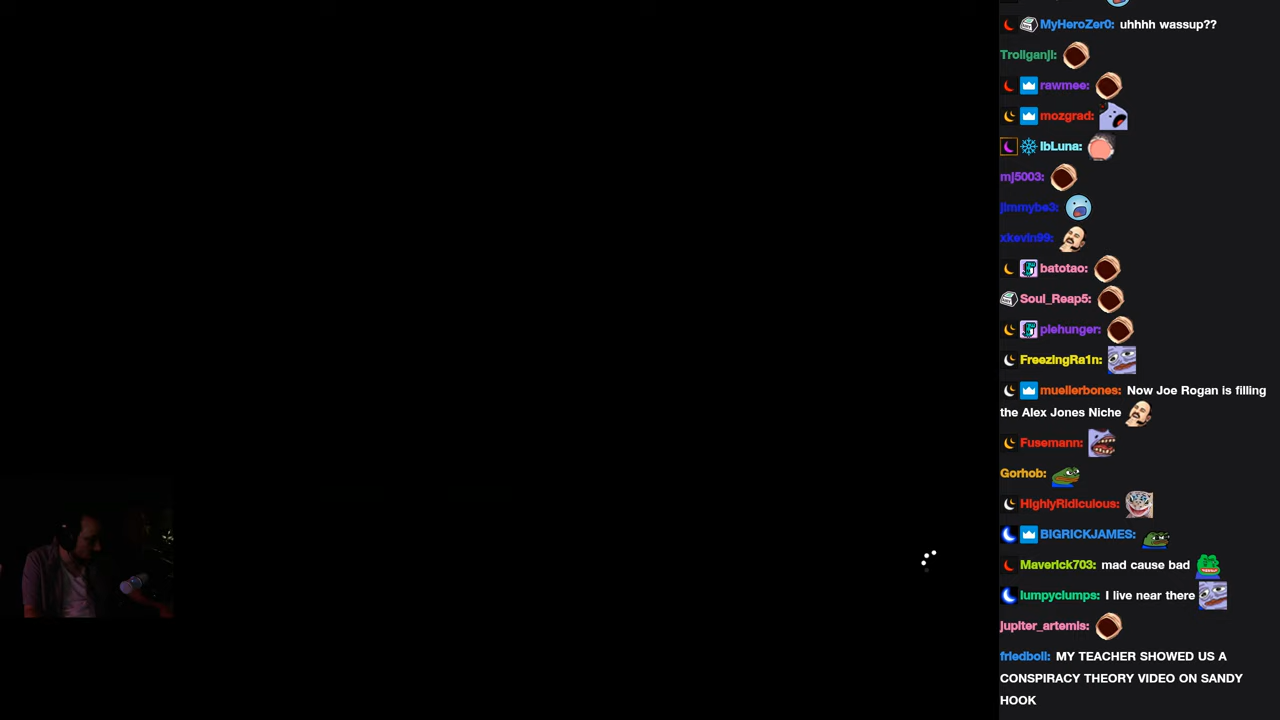 MyHeroZer0: uhhhh wassup??
Trollganji:
rawmee:
mozgrad:
lbLuna:
mj5003:
jimmybe3:
xkevin99:
batotao:
Soul_Reap5:
piehunger:
FreezingRa1n:
muellerbones: Now Joe Rogan is filling
the Alex Jones Niche
Fusemann:
Gorhob:
HighlyRidiculous:
BIGRICKJAMES:
Maverick703: mad cause bad
lumpyclumps: I live near there
jupiter_artemis:
friedboii: MY TEACHER SHOWED US A
CONSPIRACY THEORY VIDEO ON SANDY
HOOK